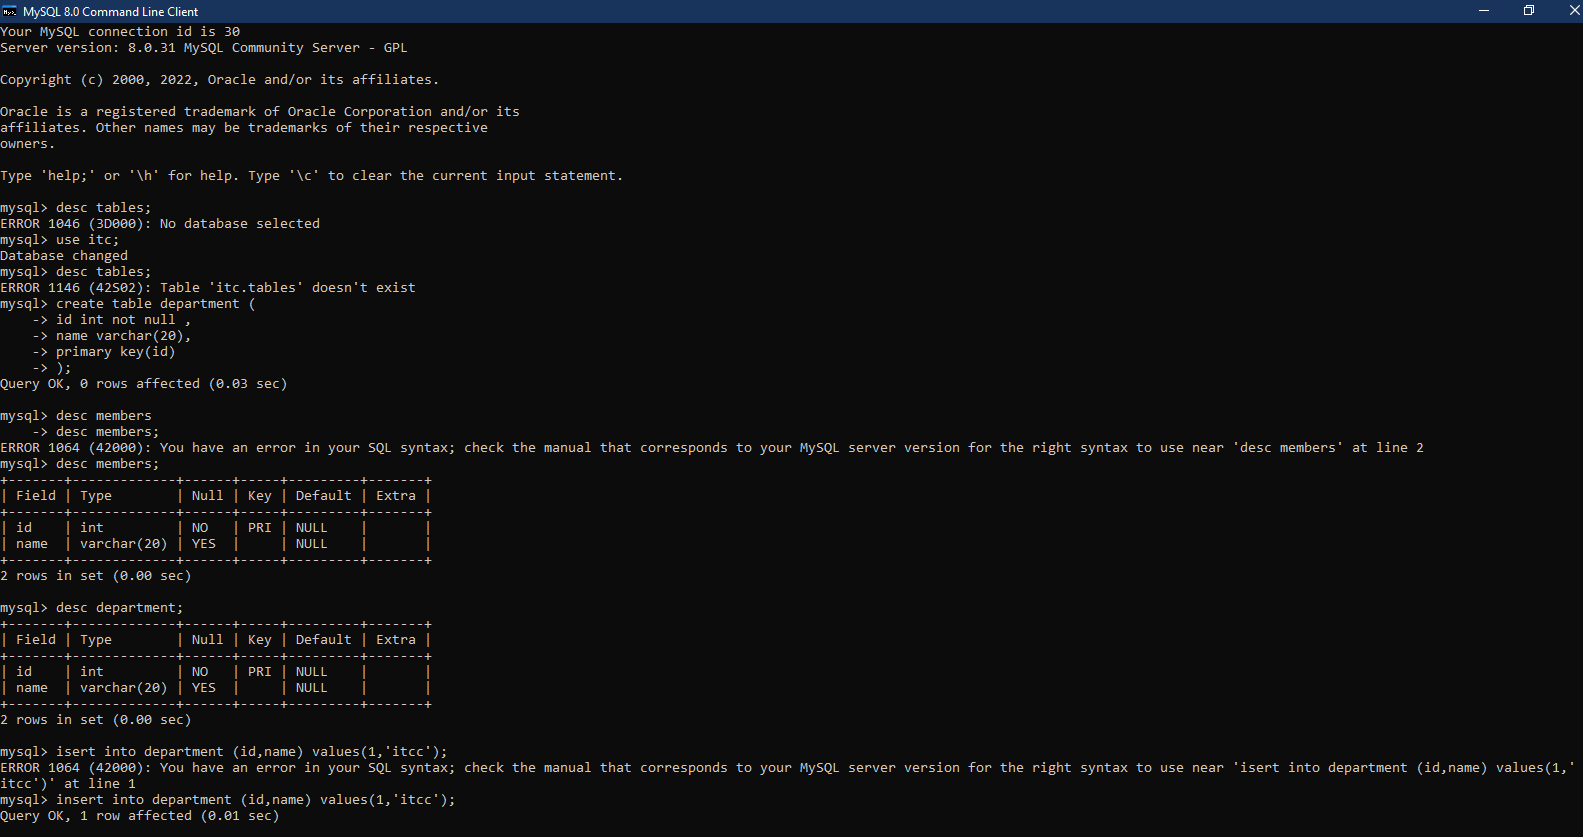 MySQL 8.0 Command Line Client
Your MySQL connection id is 30
Server version: 8.0.31 MySQL Community Server - GPL
Copyright (c) 2000, 2022, Oracle and/or its affiliates.
Oracle is a registered trademark of Oracle Corporation and/or its
affiliates. Other names may be trademarks of their respective
owners.
Type 'help;' or '\h' for help. Type '\c' to clear the current input statement.
mysql> desc tables;
ERROR 1046 (3D000): No database selected
mysql> use itc;
Database changed
mysql> desc tables;
ERROR 1146 (42S02): Table 'itc.tables' doesn't exist
mysql> create table department (
    -> id int not null ,
    -> name varchar(20),
    -> primary key(id)
    -> );
Query OK, 0 rows affected (0.03 sec)
mysql> desc members
    -> desc members;
ERROR 1064 (42000): You have an error in your SQL syntax; check the manual that corresponds to your MySQL server version for the right syntax to use near 'desc members' at line 2
mysql> desc members;
+-------+-------------+------+-----+---------+-------+
| Field | Type        | Null | Key | Default | Extra |
+-------+-------------+------+-----+---------+-------+
| id    | int         | NO   | PRI | NULL    |       |
| name  | varchar(20) | YES  |     | NULL    |       |
+-------+-------------+------+-----+---------+-------+
2 rows in set (0.00 sec)
mysql> desc department;
+-------+-------------+------+-----+---------+-------+
| Field | Type        | Null | Key | Default | Extra |
+-------+-------------+------+-----+---------+-------+
| id    | int         | NO   | PRI | NULL    |       |
| name  | varchar(20) | YES  |     | NULL    |       |
+-------+-------------+------+-----+---------+-------+
2 rows in set (0.00 sec)
mysql> isert into department (id,name) values(1,'itcc');
ERROR 1064 (42000): You have an error in your SQL syntax; check the manual that corresponds to your MySQL server version for the right syntax to use near 'isert into department (id,name) values(1,'
itcc')' at line 1
mysql> insert into department (id,name) values(1,'itcc');
Query OK, 1 row affected (0.01 sec)